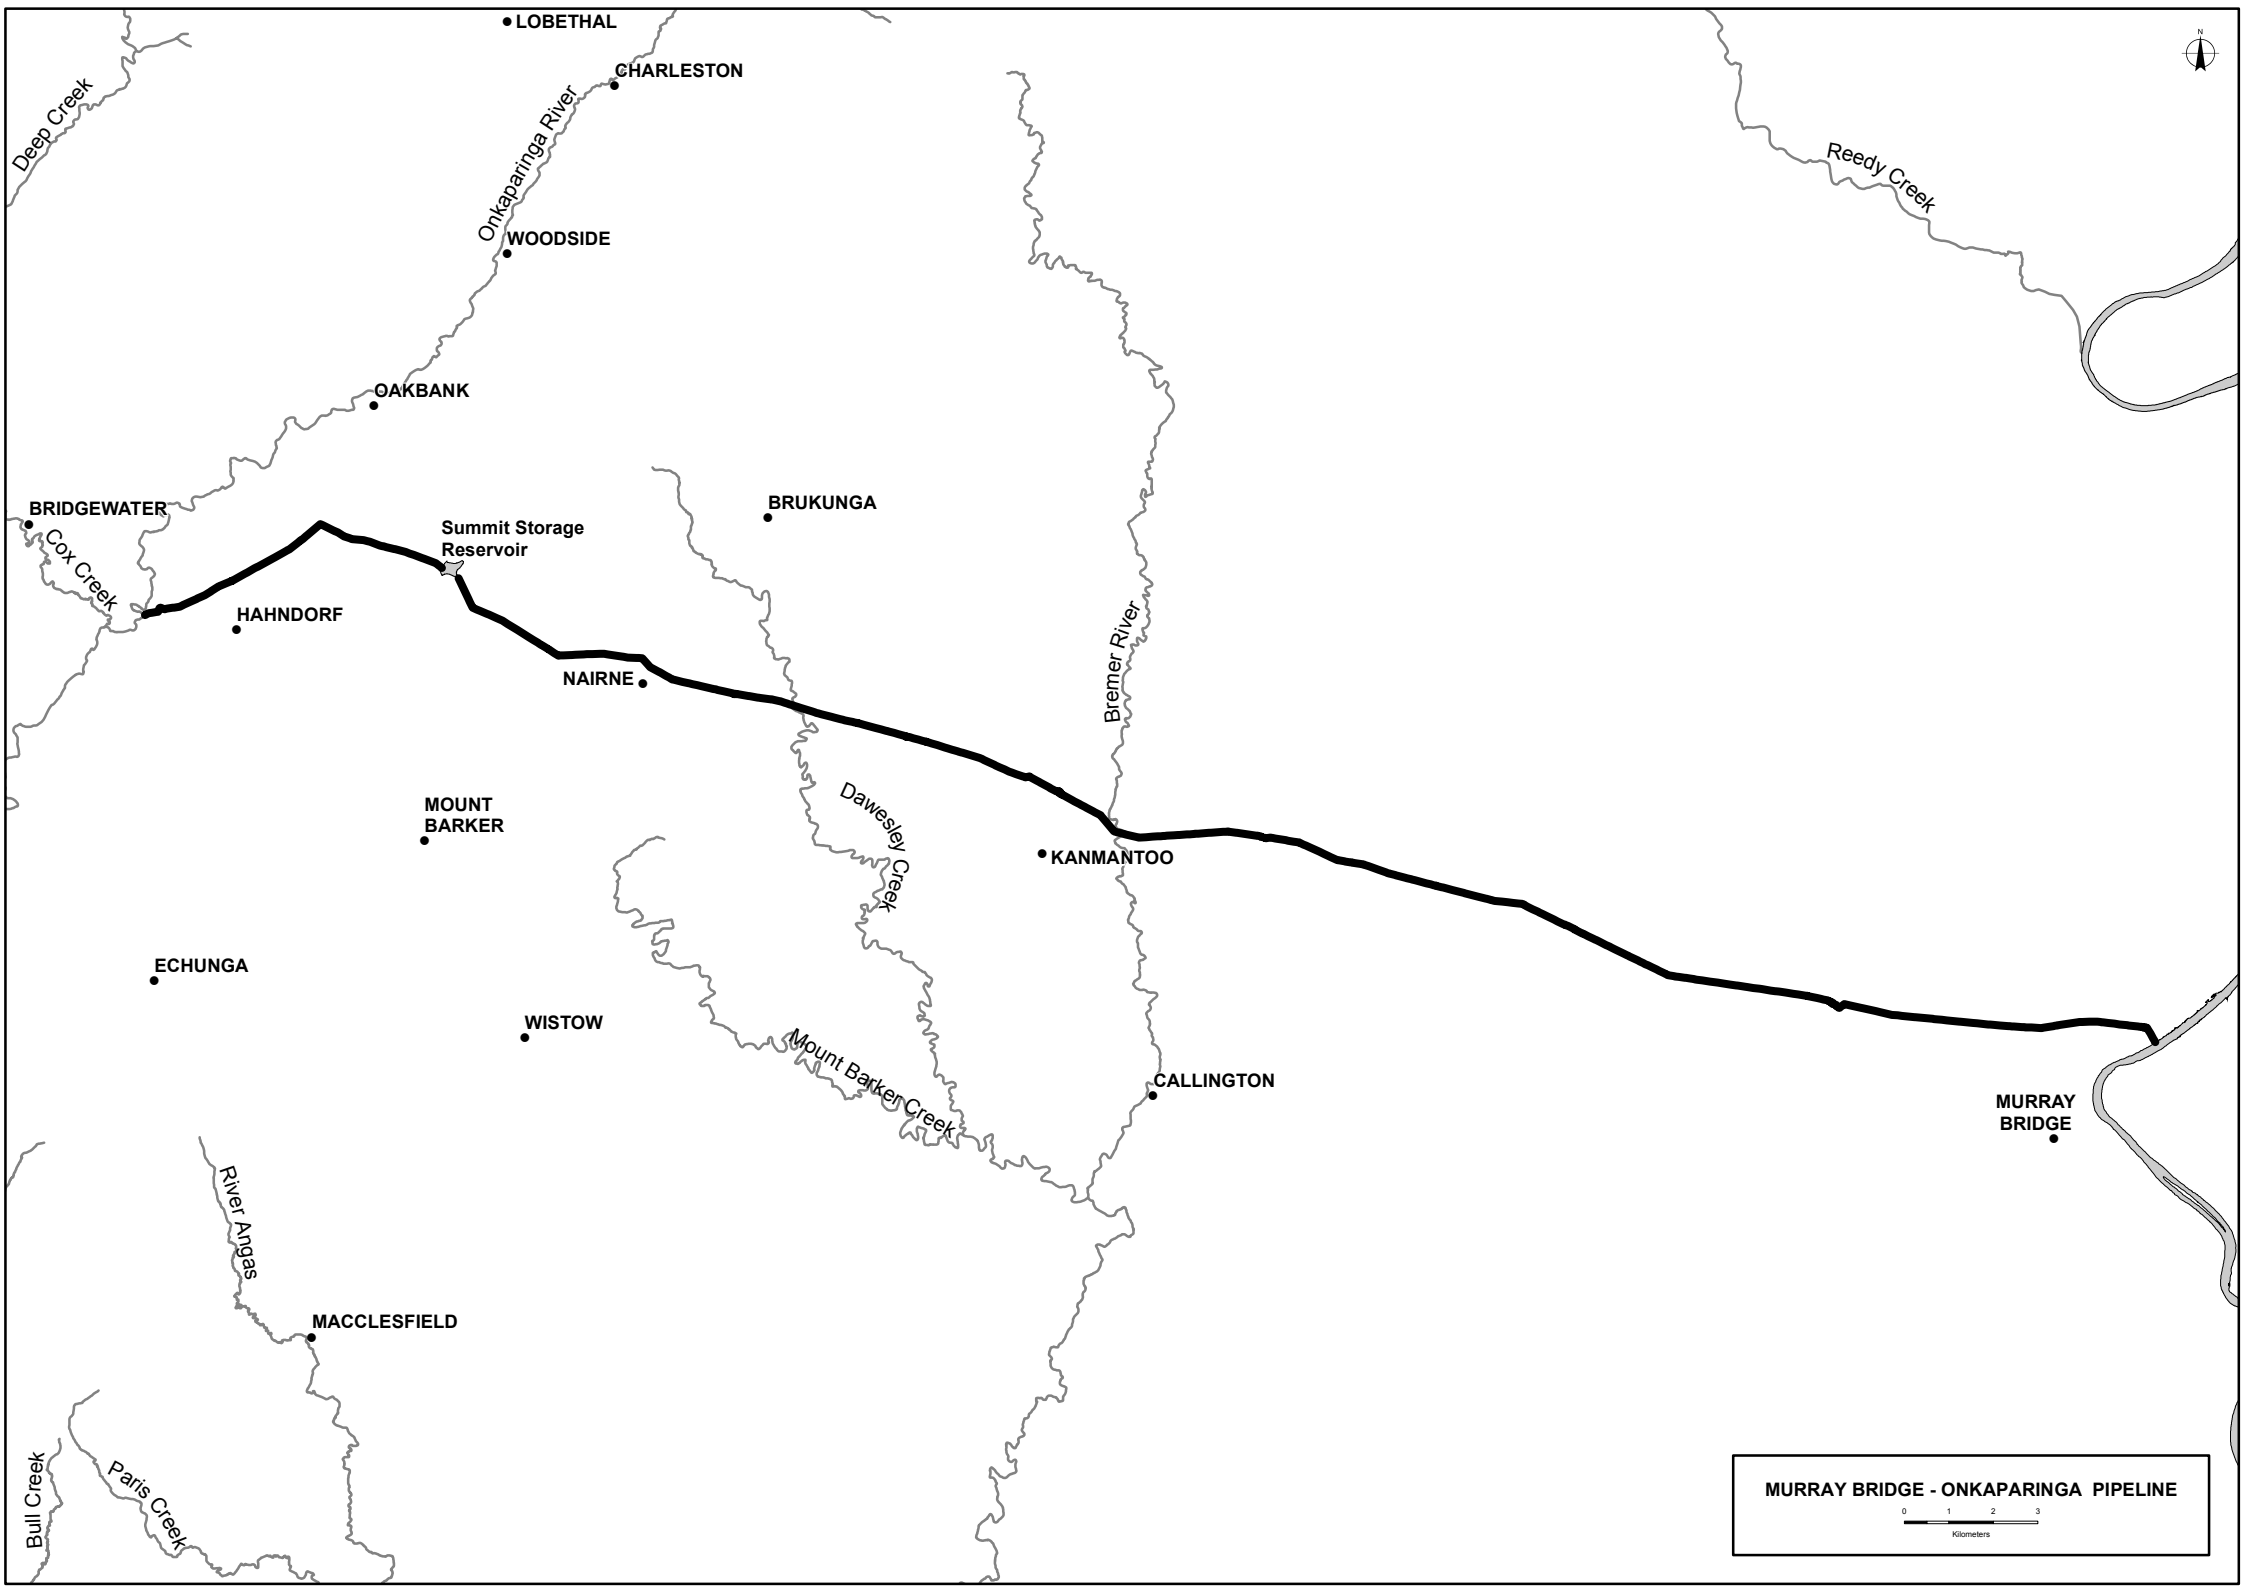 LOBETHAL
N
CHARLESTON
Deep Creek
Onkaparinga River
Reedy Creek
WOODSIDE
OAKBANK
BRIDGEWATER
BRUKUNGA
Summit Storage
Reservoir
Cox Creek
HAHNDORF
Bremer River
NAIRNE
MOUNT
BARKER
Dawesley Creek
KANMANTOO
ECHUNGA
WISTOW
Mount Barker Creek
CALLINGTON
MURRAY
BRIDGE
River Angas
MACCLESFIELD
Bull Creek
Paris Creek
MURRAY BRIDGE - ONKAPARINGA PIPELINE
0 1 2 3
Kilometers